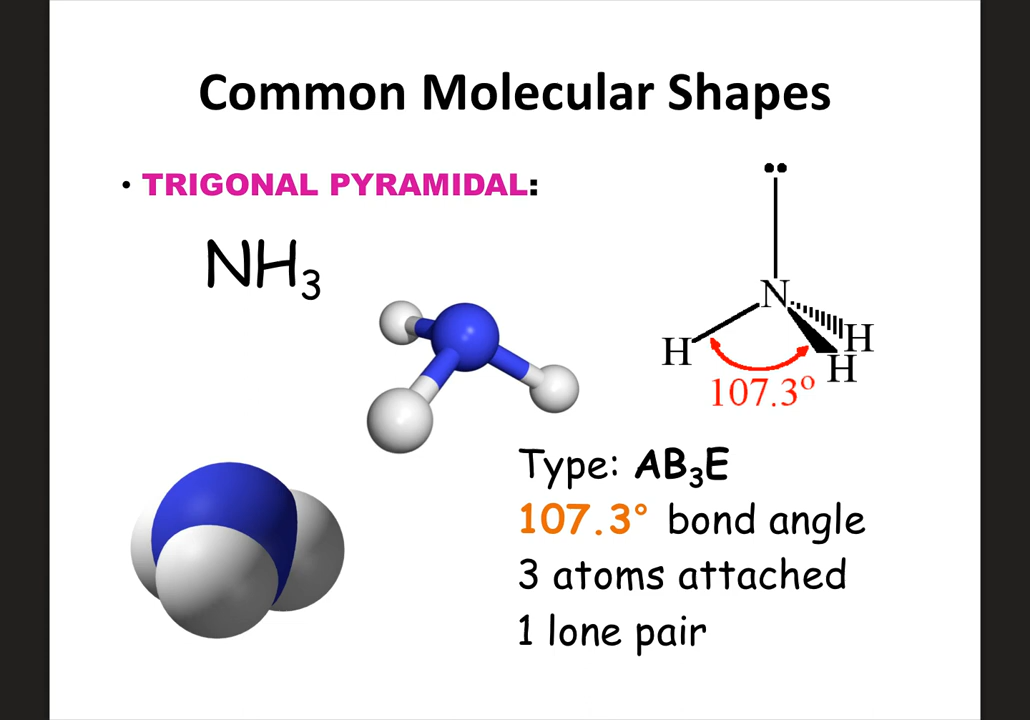 Common Molecular Shapes
• TRIGONAL PYRAMIDAL:
NH₃
N
H
H
H
107.3°
Type: AB₃E
107.3° bond angle
3 atoms attached
1 lone pair